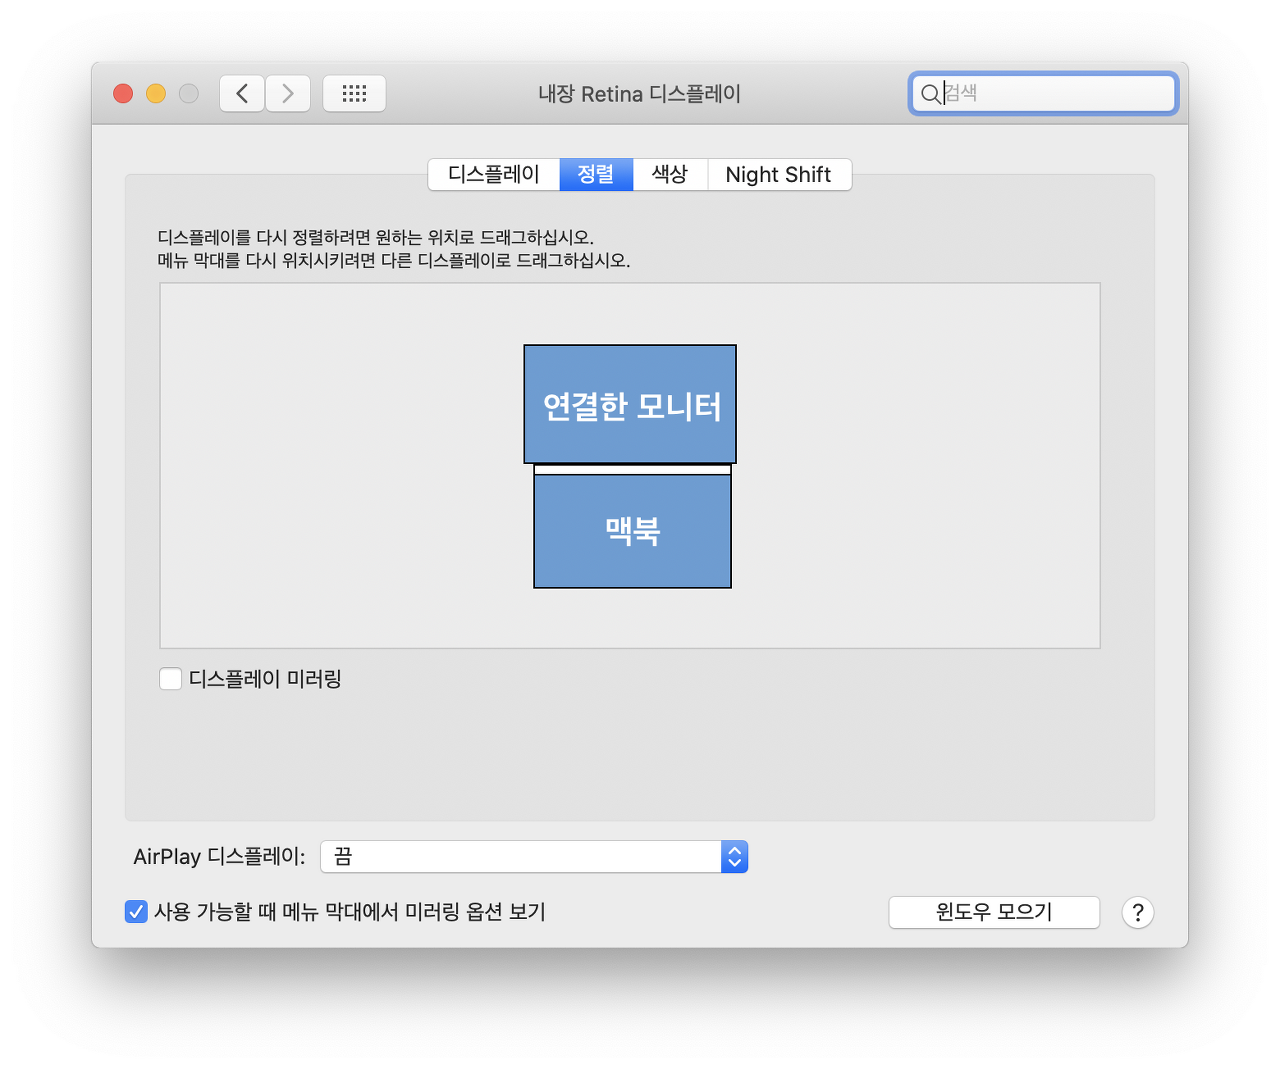 내장 Retina 디스플레이
검색
디스플레이
정렬
색상
Night Shift
디스플레이를 다시 정렬하려면 원하는 위치로 드래그하십시오.
메뉴 막대를 다시 위치시키려면 다른 디스플레이로 드래그하십시오.
연결한 모니터
맥북
디스플레이 미러링
AirPlay 디스플레이: 끔
사용 가능할 때 메뉴 막대에서 미러링 옵션 보기
윈도우 모으기
?